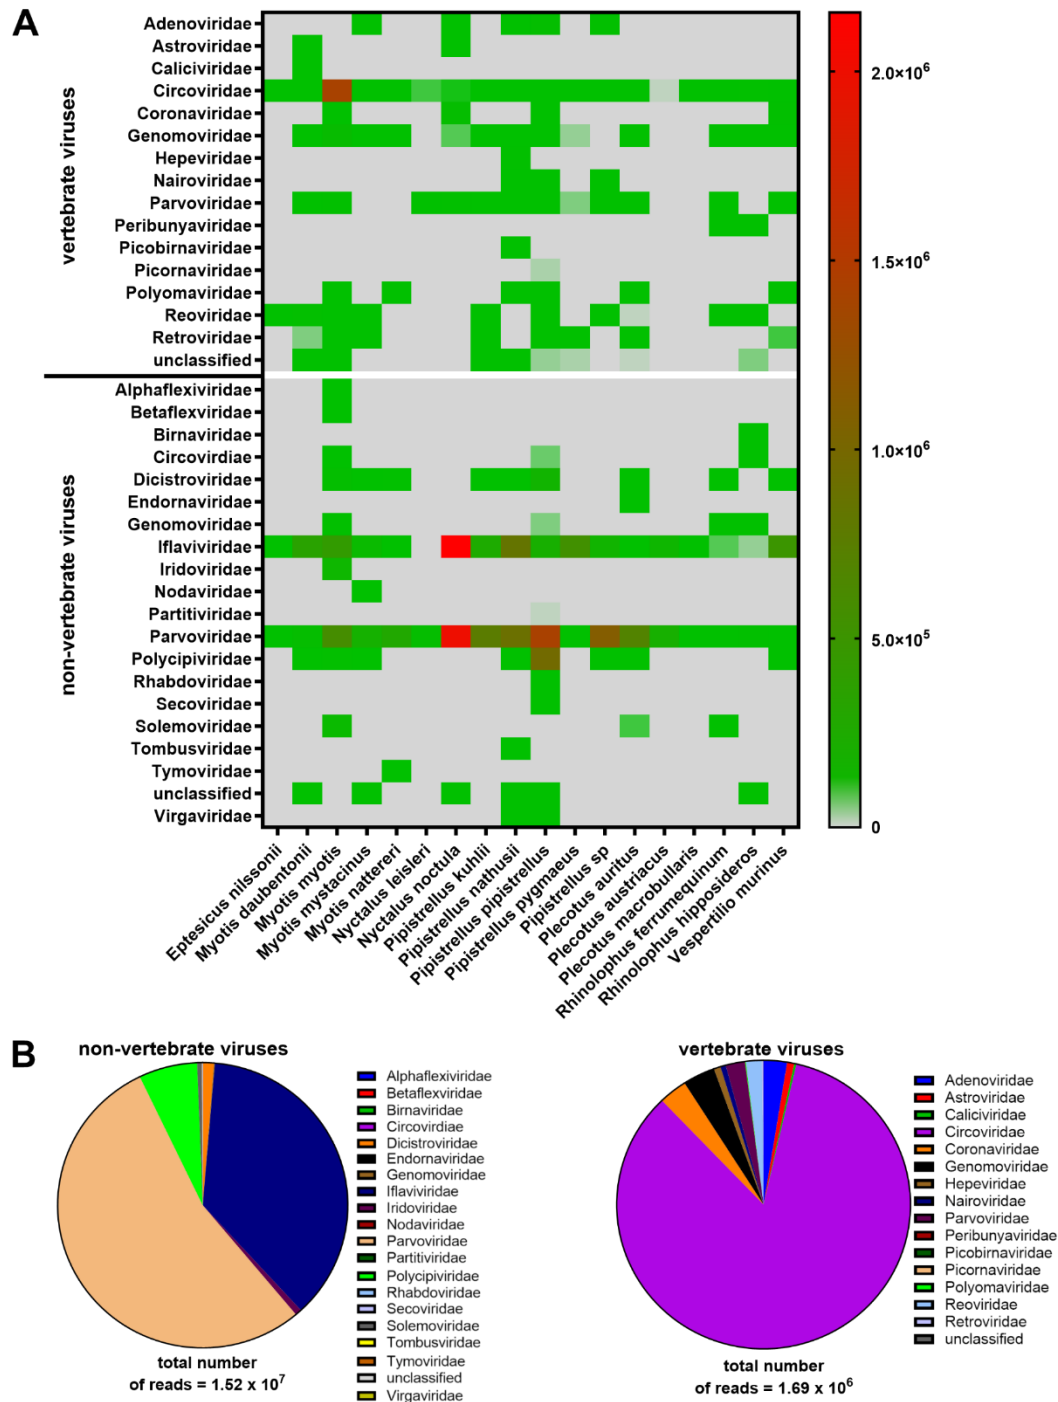 A
vertebrate viruses
Adenoviridae
Astroviridae
Caliciviridae
Circoviridae
Coronaviridae
Genomoviridae
Hepeviridae
Nairoviridae
Parvoviridae
Peribunyaviridae
Picobirnaviridae
Picornaviridae
Polyomaviridae
Reoviridae
Retroviridae
unclassified
non-vertebrate viruses
Alphaflexiviridae
Betaflexviridae
Birnaviridae
Circovirdiae
Dicistroviridae
Endornaviridae
Genomoviridae
Iflaviviridae
Iridoviridae
Nodaviridae
Partitiviridae
Parvoviridae
Polycipiviridae
Rhabdoviridae
Secoviridae
Solemoviridae
Tombusviridae
Tymoviridae
unclassified
Virgaviridae
2.0×10⁶
1.5×10⁶
1.0×10⁶
5.0×10⁵
0
Eptesicus nilssonii
Myotis daubentonii
Myotis myotis
Myotis mystacinus
Myotis nattereri
Nyctalus leisleri
Nyctalus noctula
Pipistrellus kuhlii
Pipistrellus nathusii
Pipistrellus pipistrellus
Pipistrellus pygmaeus
Pipistrellus sp
Plecotus auritus
Plecotus austriacus
Plecotus macrobullaris
Rhinolophus ferrumequinum
Rhinolophus hipposideros
Vespertilio murinus
B
non-vertebrate viruses
Alphaflexiviridae
Betaflexviridae
Birnaviridae
Circovirdiae
Dicistroviridae
Endornaviridae
Genomoviridae
Iflaviviridae
Iridoviridae
Nodaviridae
Parvoviridae
Partitiviridae
Polycipiviridae
Rhabdoviridae
Secoviridae
Solemoviridae
Tombusviridae
Tymoviridae
unclassified
Virgaviridae
total number
of reads = 1.52 x 10⁷
vertebrate viruses
Adenoviridae
Astroviridae
Caliciviridae
Circoviridae
Coronaviridae
Genomoviridae
Hepeviridae
Nairoviridae
Parvoviridae
Peribunyaviridae
Picobirnaviridae
Picornaviridae
Polyomaviridae
Reoviridae
Retroviridae
unclassified
total number
of reads = 1.69 x 10⁶